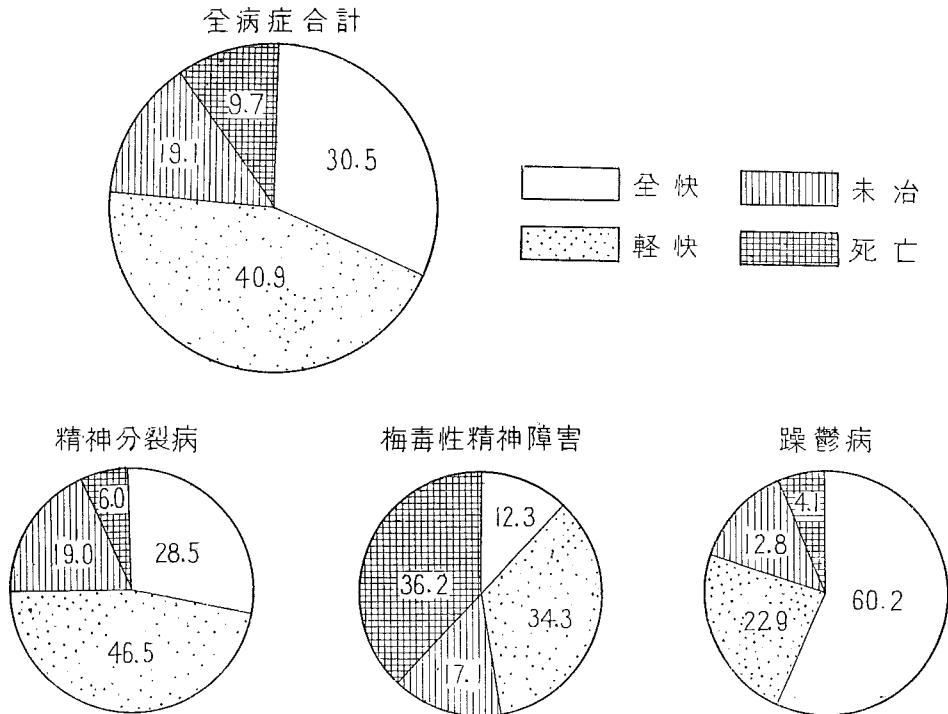 全病症合計
9.7
30.5
19.1
40.9
全快
未冶
軽快
死亡
精神分裂病
6.0
28.5
19.0
46.5
梅毒性精神障害
12.3
36.2
34.3
17.1
躁鬱病
4.1
12.8
60.2
22.9